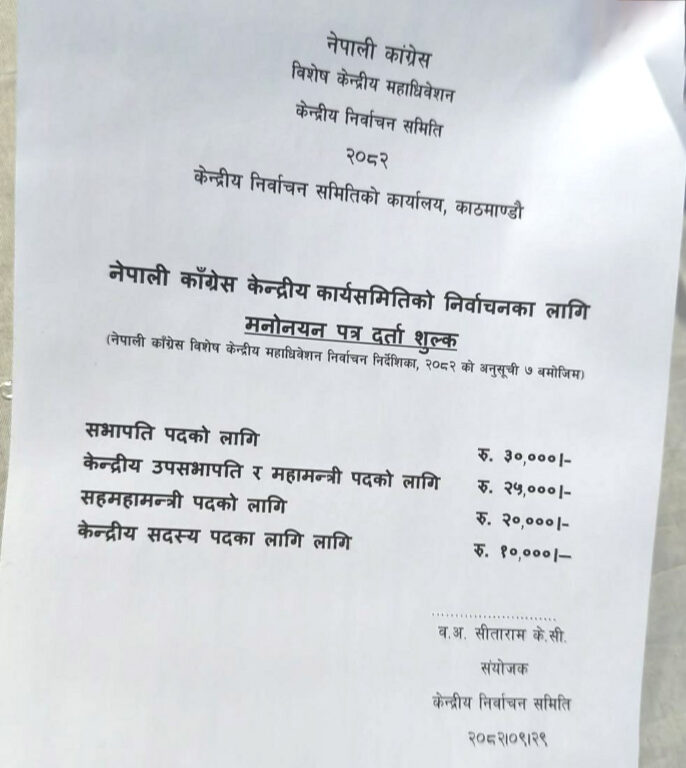 नेपाली कांग्रेस
विशेष केन्द्रीय महाधिवेशन
केन्द्रीय निर्वाचन समिति
२०८२
केन्द्रीय निर्वाचन समितिको कार्यालय, काठमाण्डौ
नेपाली काँग्रेस केन्द्रीय कार्यसमितिको निर्वाचनका लागि
मनोनयन पत्र दर्ता शुल्क
(नेपाली काँग्रेस विशेष केन्द्रीय महाधिवेशन निर्वाचन निर्देशिका, २०८२ को अनुसूची ७ बमोजिम)
सभापति पदको लागि रु. ३०,०००।-
केन्द्रीय उपसभापति र महामन्त्री पदको लागि रु. २५,०००।-
सहमहामन्त्री पदको लागि रु. २०,०००।-
केन्द्रीय सदस्य पदका लागि लागि रु. १०,०००।–
............................
व.अ. सीताराम के.सी.
संयोजक
केन्द्रीय निर्वाचन समिति
२०८२।०९।२९